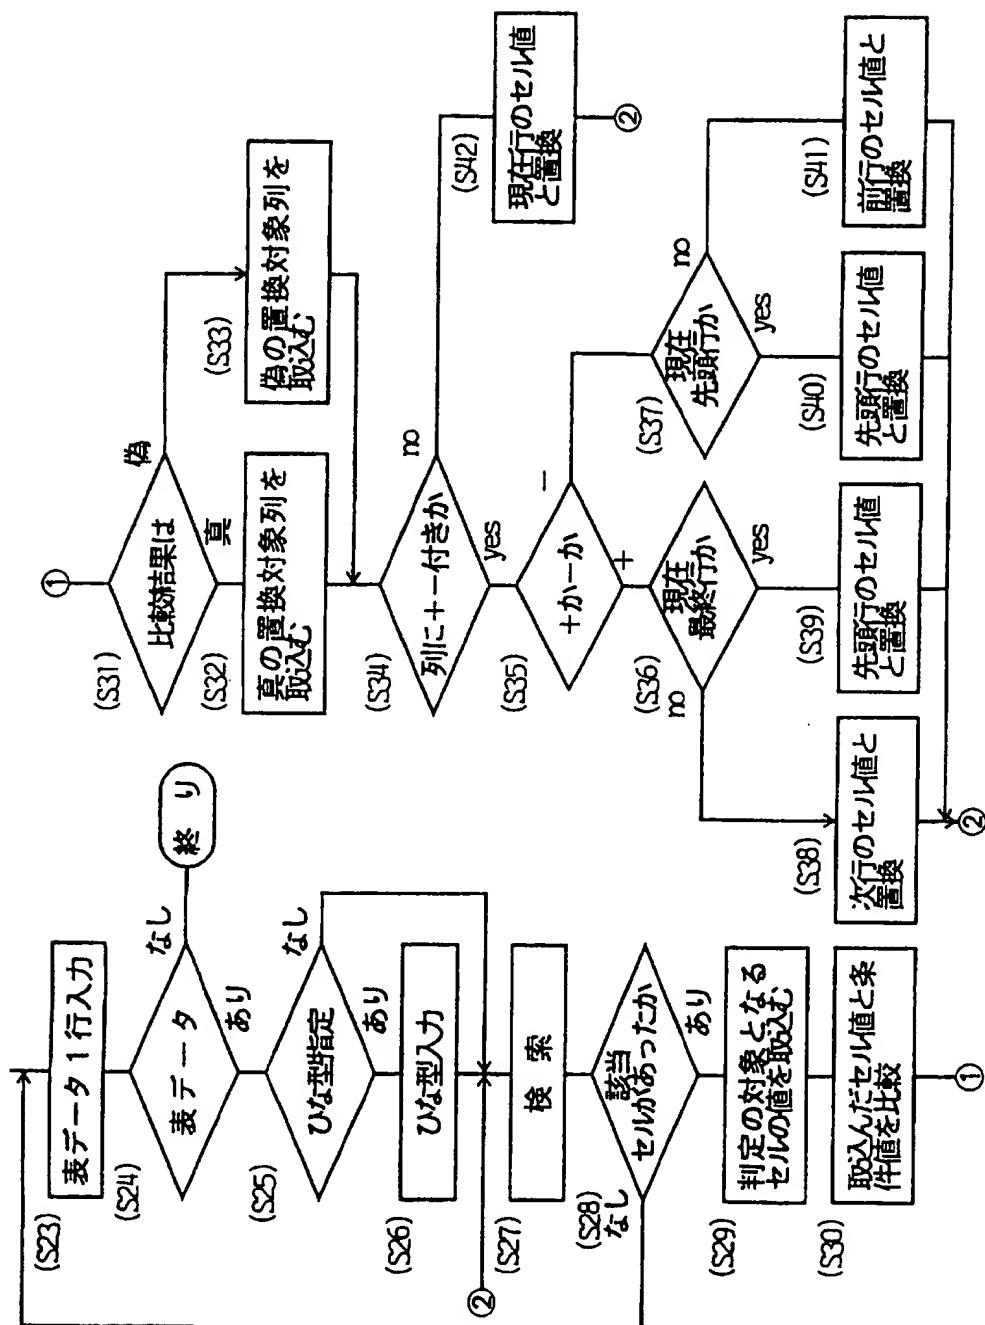 (S23)
表データ1行入力
(S24)
表データ
なし
終り
あり
(S25)
ひな型指定
なし
あり
(S26)
ひな型入力
②
(S27)
検索
(S28)
該当
セルがあったか
なし
あり
(S29)
判定の対象となる
セルの値を取込む
(S30)
取込んだセル値と条
件値を比較
①
①
(S31)
比較結果は
偽
真
(S32)
真の置換対象列を
取込む
(S33)
偽の置換対象列を
取込む
(S34)
列に+−付きか
no
yes
(S42)
現在行のセル値
と置換
②
(S35)
+か−か
−
+
(S36)
現在
最終行か
no
yes
(S37)
現在
先頭行か
no
yes
(S38)
次行のセル値と
置換
(S39)
先頭行のセル値
と置換
(S40)
先頭行のセル値
と置換
(S41)
前行のセル値と
置換
②